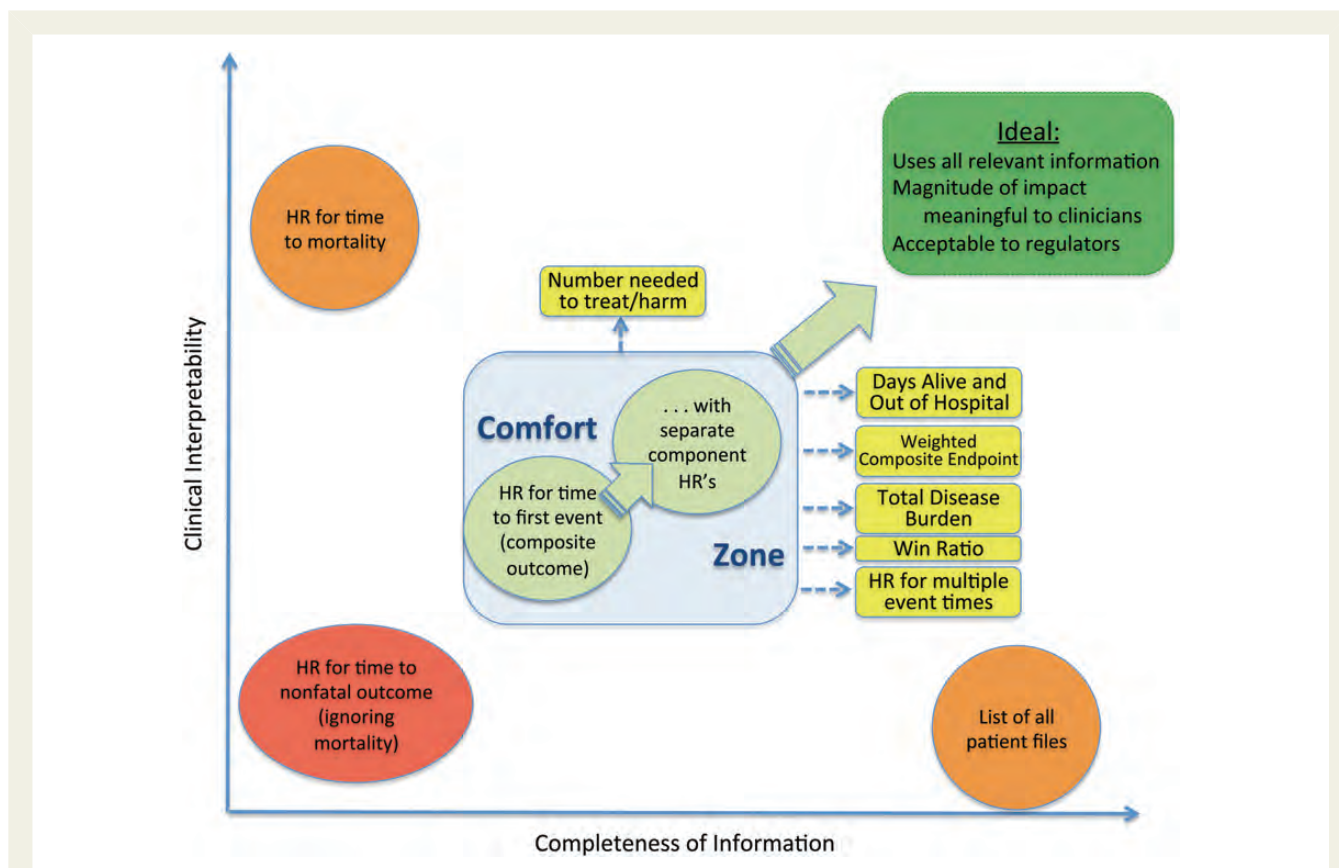 Clinical Interpretability
HR for time
to mortality
Ideal:
Uses all relevant information
Magnitude of impact
meaningful to clinicians
Acceptable to regulators
Number needed
to treat/harm
Comfort
Zone
HR for time
to first event
(composite
outcome)
. . . with
separate
component
HR's
Days Alive and
Out of Hospital
Weighted
Composite Endpoint
Total Disease
Burden
Win Ratio
HR for multiple
event times
HR for time to
nonfatal outcome
(ignoring
mortality)
List of all
patient files
Completeness of Information